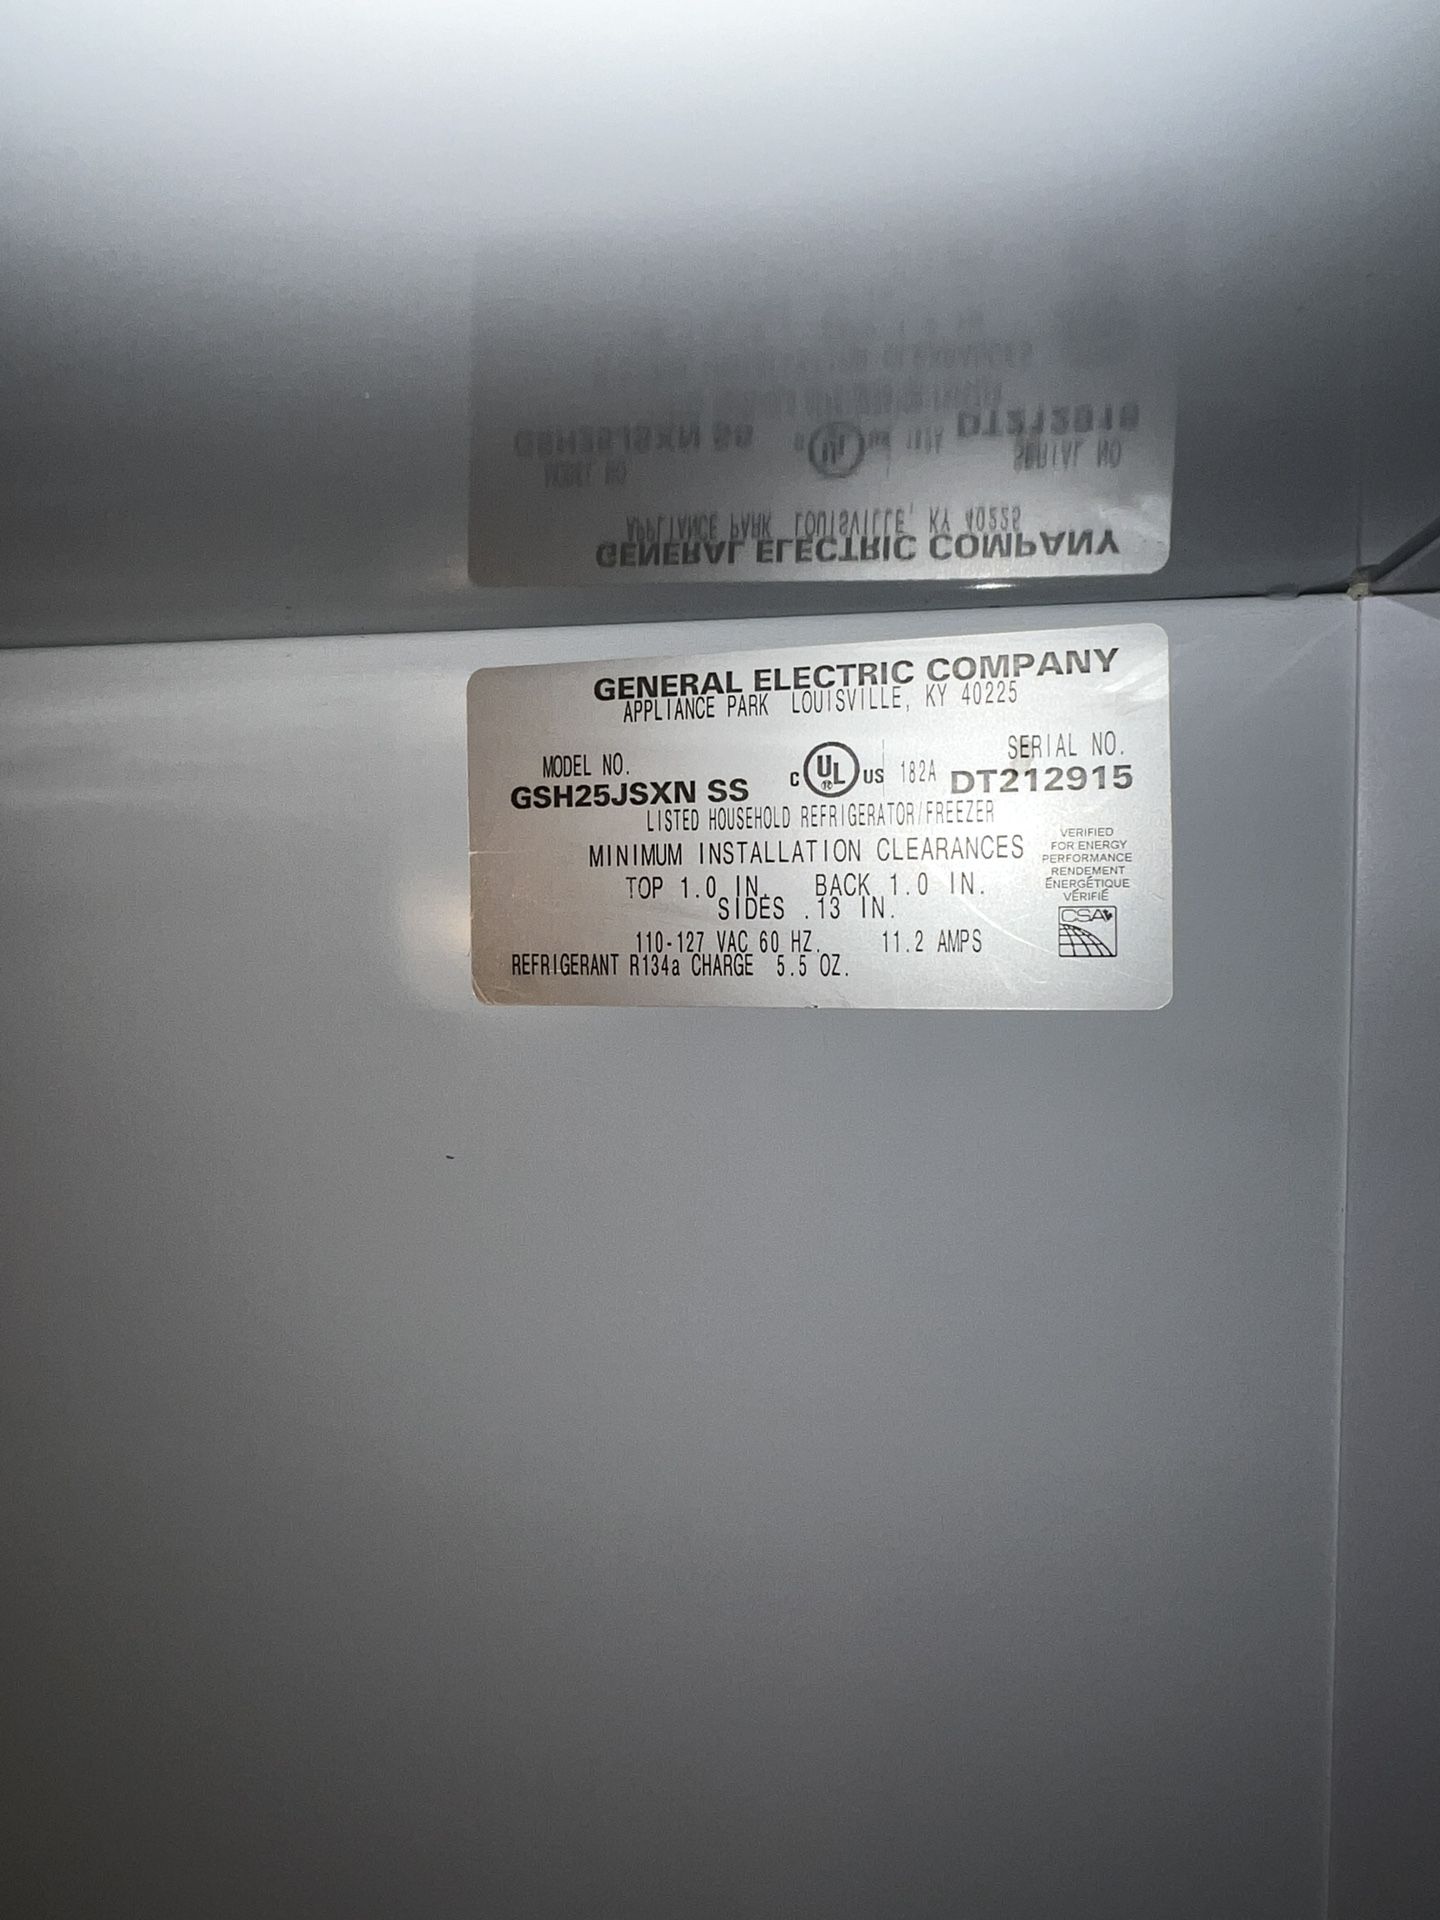 GENERAL ELECTRIC COMPANY
APPLIANCE PARK LOUISVILLE, KY 40225
MODEL NO.
GSH25JSXN SS
C UL® US 182A
SERIAL NO.
DT212915
LISTED HOUSEHOLD REFRIGERATOR/FREEZER
MINIMUM INSTALLATION CLEARANCES
TOP 1.0 IN. BACK 1.0 IN.
SIDES .13 IN.
110-127 VAC 60 HZ. 11.2 AMPS
REFRIGERANT R134a CHARGE 5.5 OZ.
VERIFIED
FOR ENERGY
PERFORMANCE
RENDEMENT
ÉNERGÉTIQUE
VÉRIFIÉ
CSA